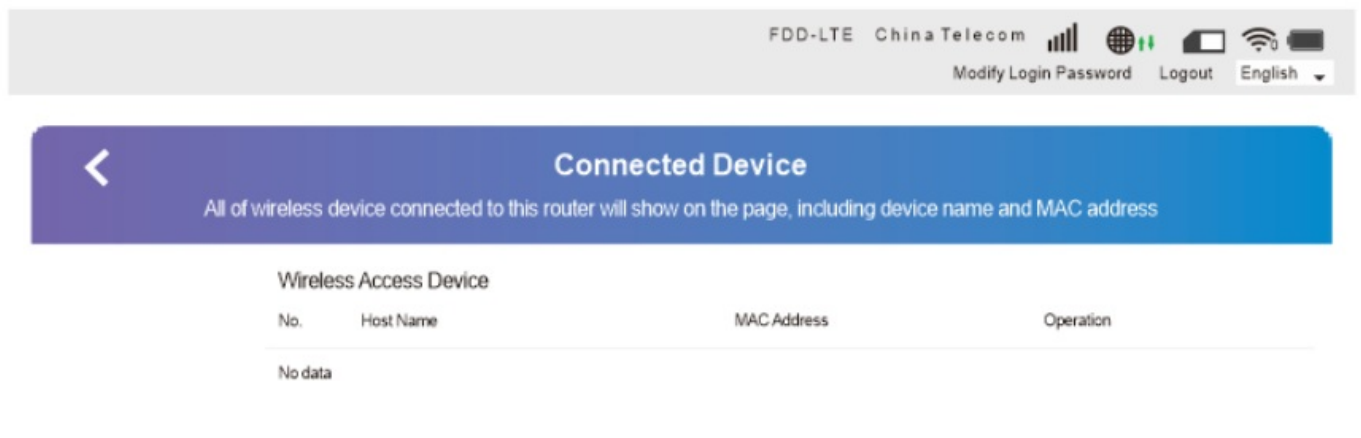 FDD-LTE China Telecom 0
Modify Login Password Logout English
Connected Device
All of wireless device connected to this router will show on the page, including device name and MAC address
Wireless Access Device
No. Host Name MAC Address Operation
No data